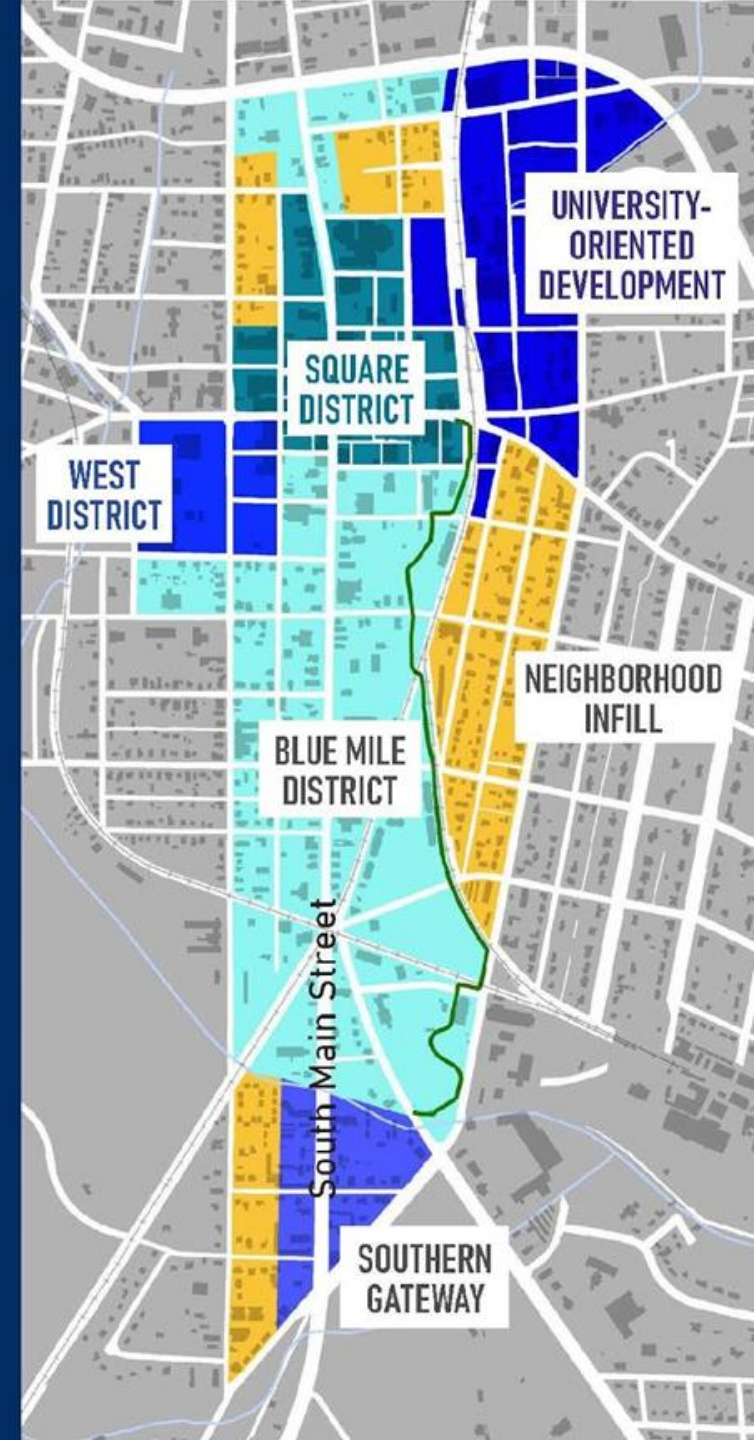 UNIVERSITY-
ORIENTED
DEVELOPMENT
SQUARE
DISTRICT
WEST
DISTRICT
NEIGHBORHOOD
INFILL
BLUE MILE
DISTRICT
South Main Street
SOUTHERN
GATEWAY